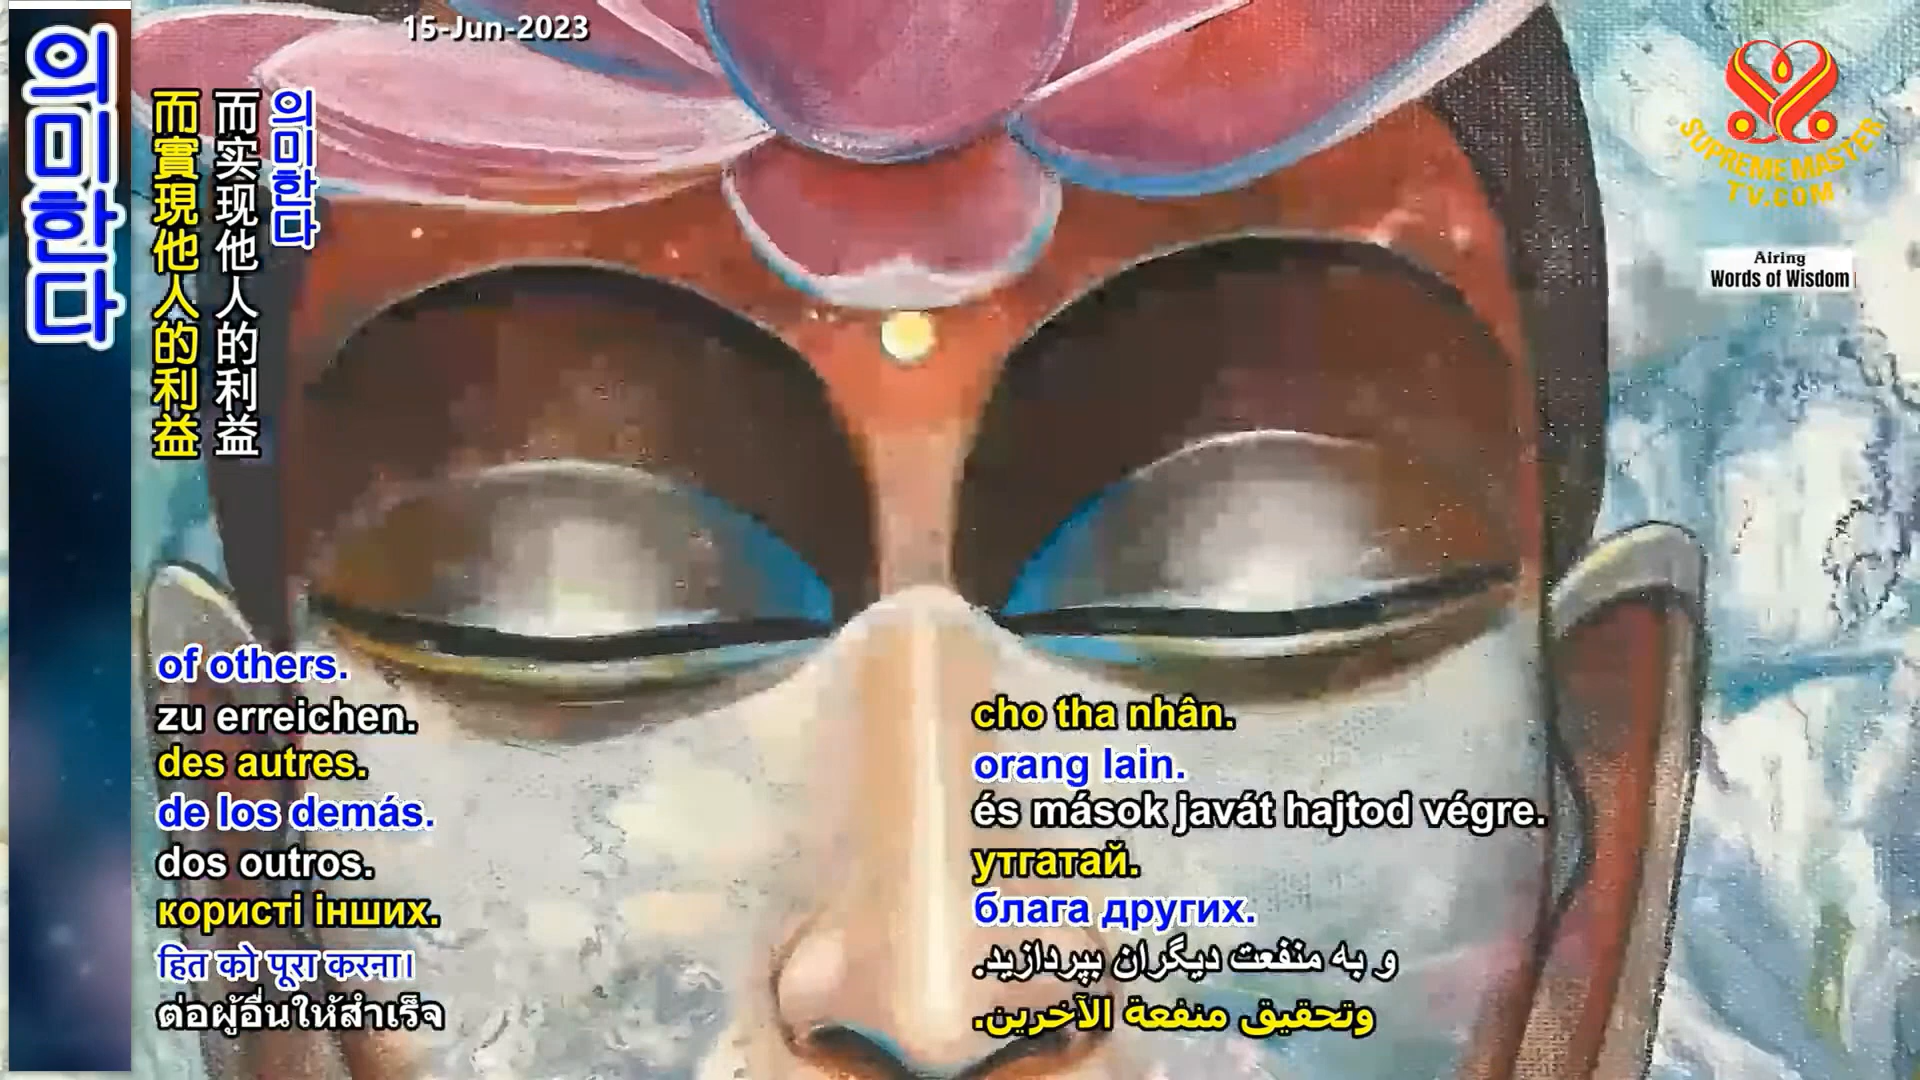 15-Jun-2023
의미한다
而實現他人的利益
而实现他人的利益
의미한다
SUPREME MASTER
TV.COM
Airing
Words of Wisdom
of others.
zu erreichen.
des autres.
de los demás.
dos outros.
користі інших.
हित को पूरा करना।
ต่อผู้อื่นให้สำเร็จ
cho tha nhân.
orang lain.
és mások javát hajtod végre.
утгатай.
блага других.
و به منفعت دیگران بپردازید.
وتحقيق منفعة الآخرين.